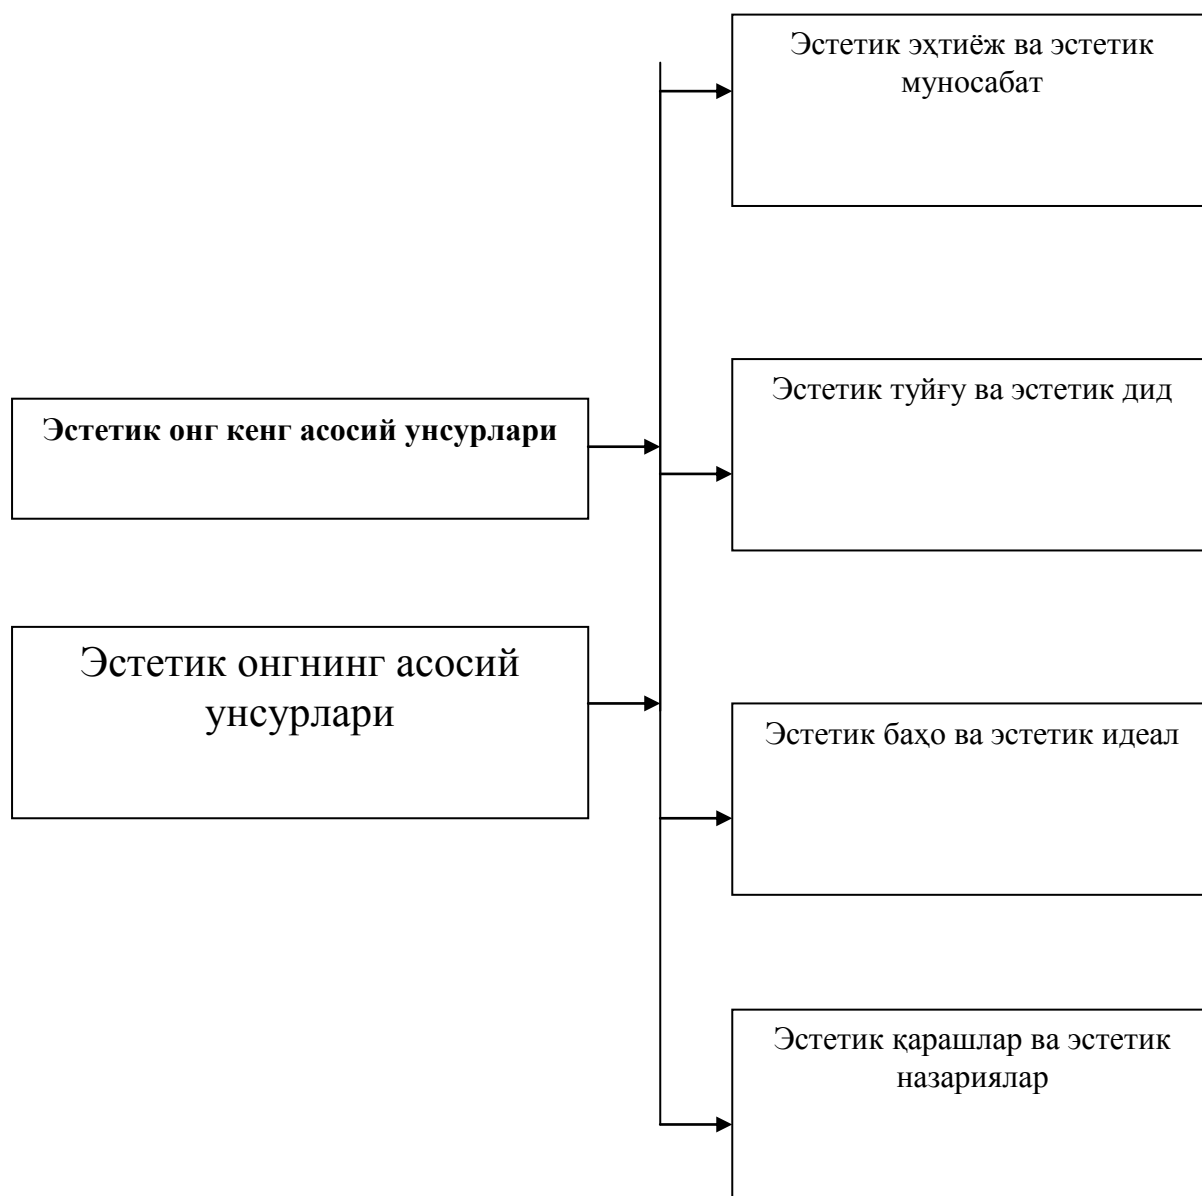 Эстетик эҳтиёж ва эстетик
муносабат
Эстетик туйғу ва эстетик дид
Эстетик онг кенг асосий унсурлари
Эстетик онгнинг асосий
унсурлари
Эстетик баҳо ва эстетик идеал
Эстетик қарашлар ва эстетик
назариялар